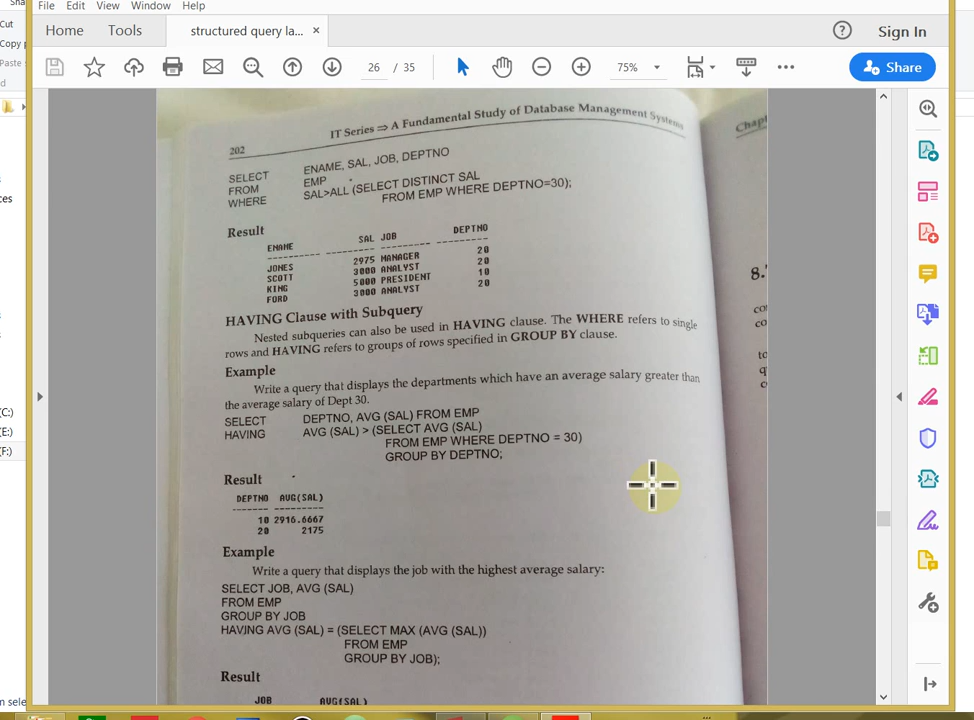 Sha
File Edit View Window Help
Cut
Copy p
Paste s
Home Tools structured query la... × Sign In
26 / 35 75% Share
IT Series ⇒ A Fundamental Study of Database Management Systems
202
Chapt
SELECT ENAME, SAL, JOB, DEPTNO
FROM EMP
WHERE SAL>ALL (SELECT DISTINCT SAL
FROM EMP WHERE DEPTNO=30);
Result
ENAME SAL JOB DEPTNO
JONES 2975 MANAGER 20
SCOTT 3000 ANALYST 20
KING 5000 PRESIDENT 10
FORD 3000 ANALYST 20
8.
HAVING Clause with Subquery
Nested subqueries can also be used in HAVING clause. The WHERE refers to single
rows and HAVING refers to groups of rows specified in GROUP BY clause.
Example
Write a query that displays the departments which have an average salary greater than
the average salary of Dept 30.
SELECT DEPTNO, AVG (SAL) FROM EMP
HAVING AVG (SAL) > (SELECT AVG (SAL)
FROM EMP WHERE DEPTNO = 30)
GROUP BY DEPTNO;
Result
DEPTNO AVG(SAL)
10 2916.6667
20 2175
Example
Write a query that displays the job with the highest average salary:
SELECT JOB, AVG (SAL)
FROM EMP
GROUP BY JOB
HAVING AVG (SAL) = (SELECT MAX (AVG (SAL))
FROM EMP
GROUP BY JOB);
Result
JOB AVG(SAL)
(C:)
(E:)
(F:)
n sele